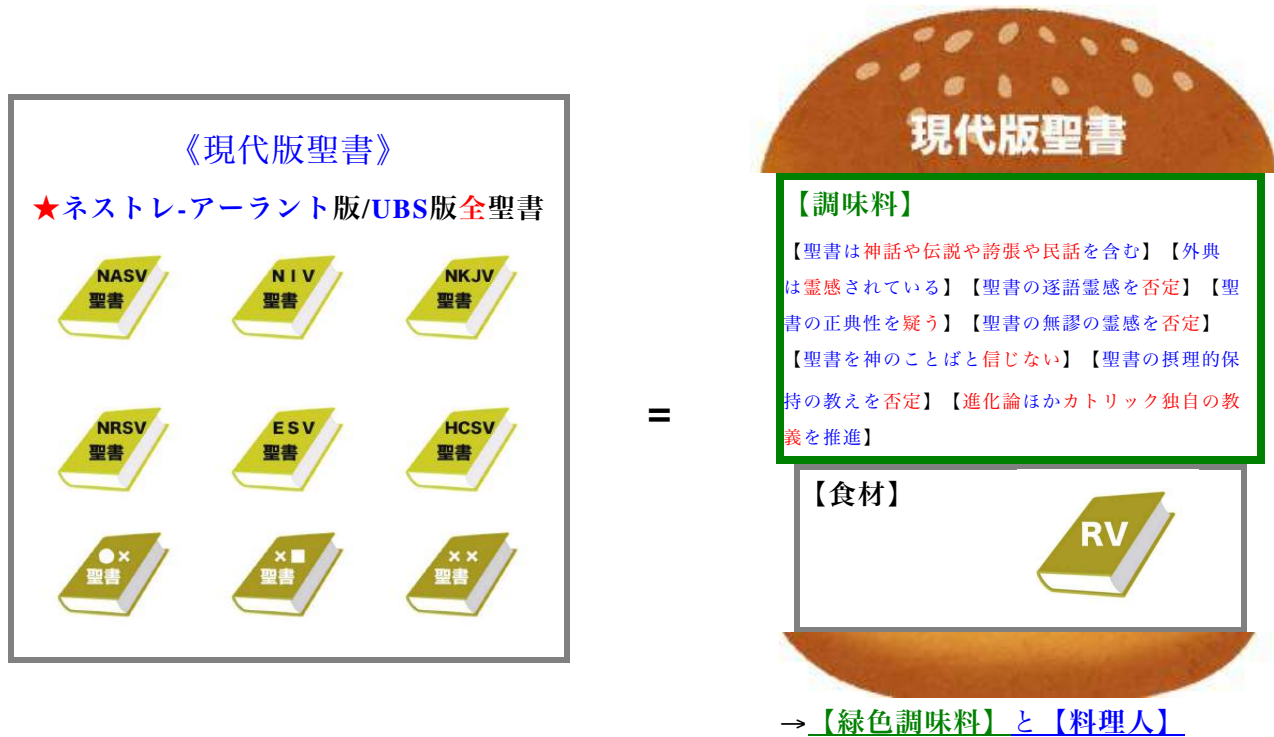 《現代版聖書》
★ネストレ-アーラント版/UBS版全聖書
NASV
聖書
NIV
聖書
NKJV
聖書
NRSV
聖書
ESV
聖書
HCSV
聖書
●×
聖書
×■
聖書
××
聖書
=
現代版聖書
【調味料】
【聖書は神話や伝説や誇張や民話を含む】【外典
は霊感されている】【聖書の逐語霊感を否定】【聖
書の正典性を疑う】【聖書の無謬の霊感を否定】
【聖書を神のことばと信じない】【聖書の摂理的保
持の教えを否定】【進化論ほかカトリック独自の教
義を推進】
【食材】
RV
→【緑色調味料】と【料理人】